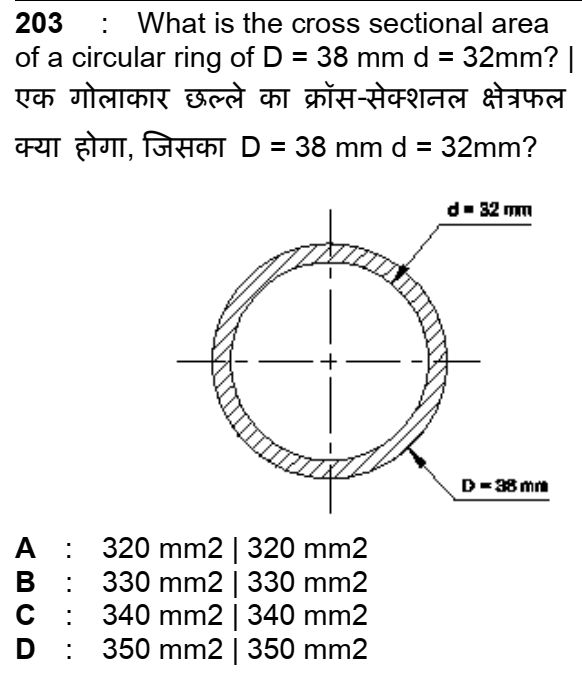 203 : What is the cross sectional area
of a circular ring of D = 38 mm d = 32mm? |
एक गोलाकार छल्ले का क्रॉस-सेक्शनल क्षेत्रफल
क्या होगा, जिसका D = 38 mm d = 32mm?
d = 32 mm
D = 38 mm
A : 320 mm2 | 320 mm2
B : 330 mm2 | 330 mm2
C : 340 mm2 | 340 mm2
D : 350 mm2 | 350 mm2